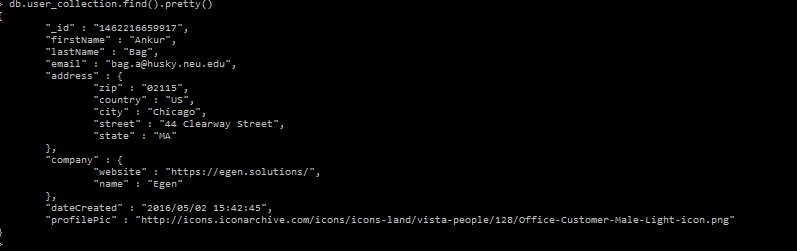 > db.user_collection.find().pretty()
{
"_id" : "1462216659917",
"firstName" : "Ankur",
"lastName" : "Bag",
"email" : "bag.a@husky.neu.edu",
"address" : {
"zip" : "02115",
"country" : "US",
"city" : "Chicago",
"street" : "44 Clearway Street",
"state" : "MA"
},
"company" : {
"website" : "https://egen.solutions/",
"name" : "Egen"
},
"dateCreated" : "2016/05/02 15:42:45",
"profilePic" : "http://icons.iconarchive.com/icons/icons-land/vista-people/128/Office-Customer-Male-Light-icon.png"
}
>